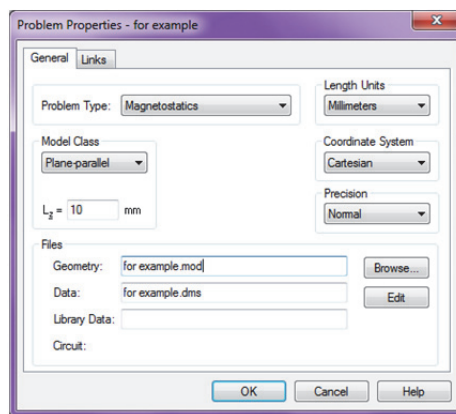 Problem Properties - for example
General Links
Problem Type: Magnetostatics
Length Units
Millimeters
Model Class
Plane-parallel
Coordinate System
Cartesian
Lz = 10 mm
Precision
Normal
Files
Geometry: for example.mod Browse...
Data: for example.dms Edit
Library Data:
Circuit:
OK Cancel Help